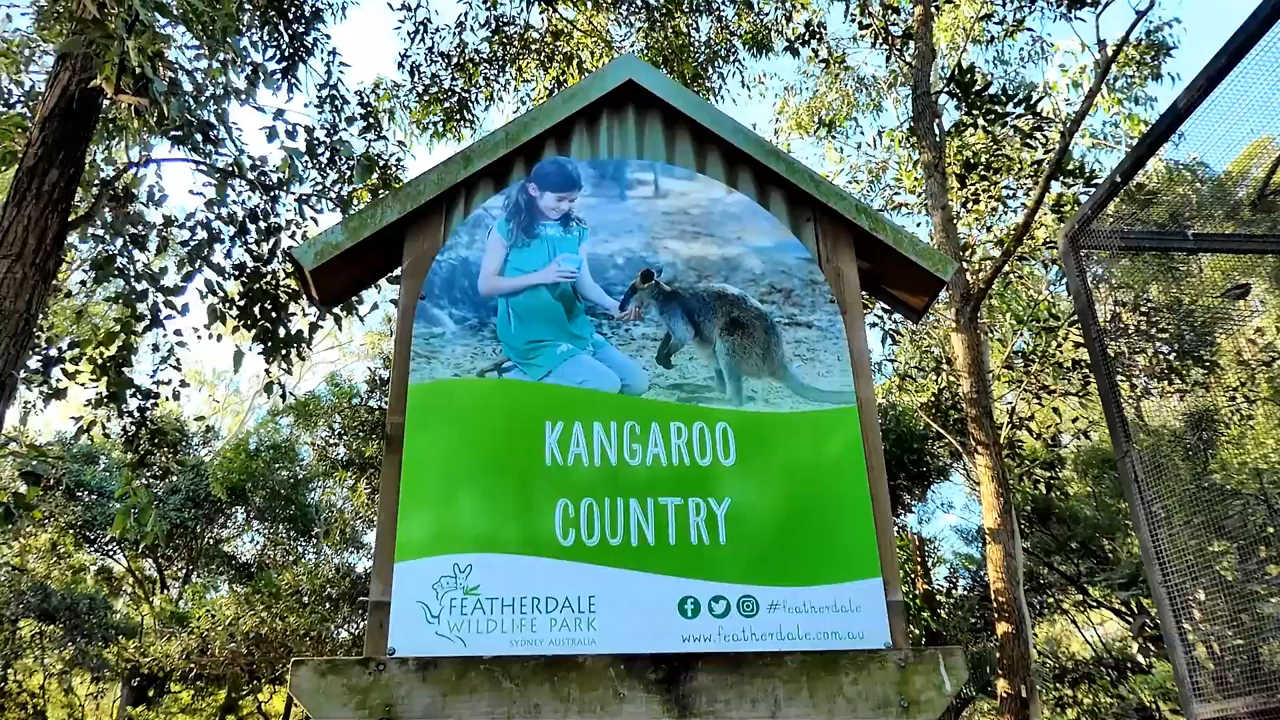 KANGAROO
COUNTRY
FEATHERDALE
WILDLIFE PARK
SYDNEY AUSTRALIA
#featherdale
www.featherdale.com.au